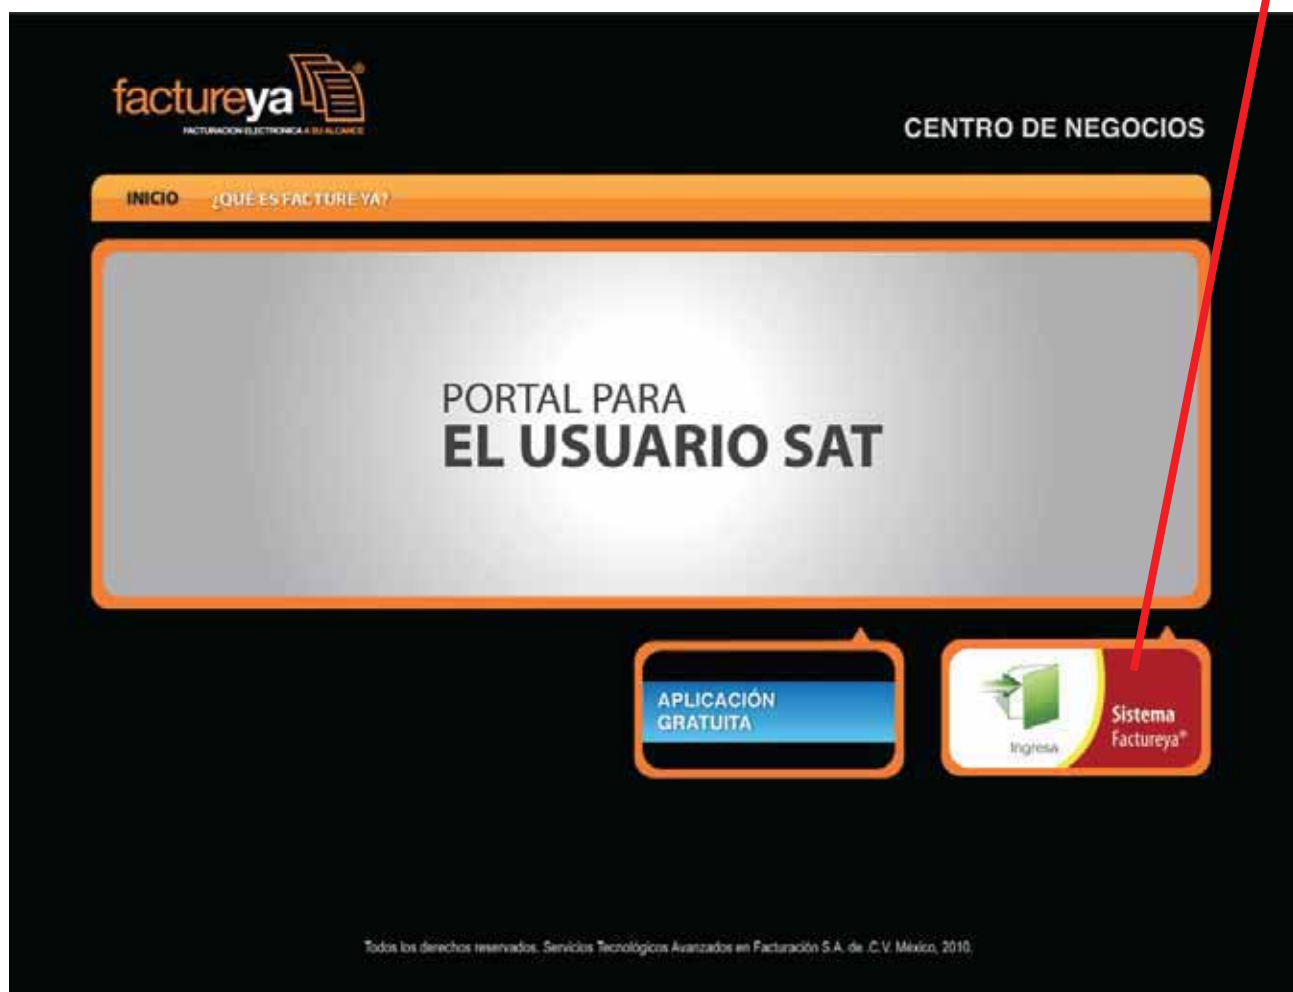 factureya®
FACTURACION ELECTRONICA A SU ALCANCE
CENTRO DE NEGOCIOS
INICIO ¿QUÉ ES FACTURE YA?
PORTAL PARA
EL USUARIO SAT
APLICACIÓN
GRATUITA
Ingresa
Sistema
Factureya®
Todos los derechos reservados. Servicios Tecnológicos Avanzados en Facturación S.A. de .C.V. México, 2010.